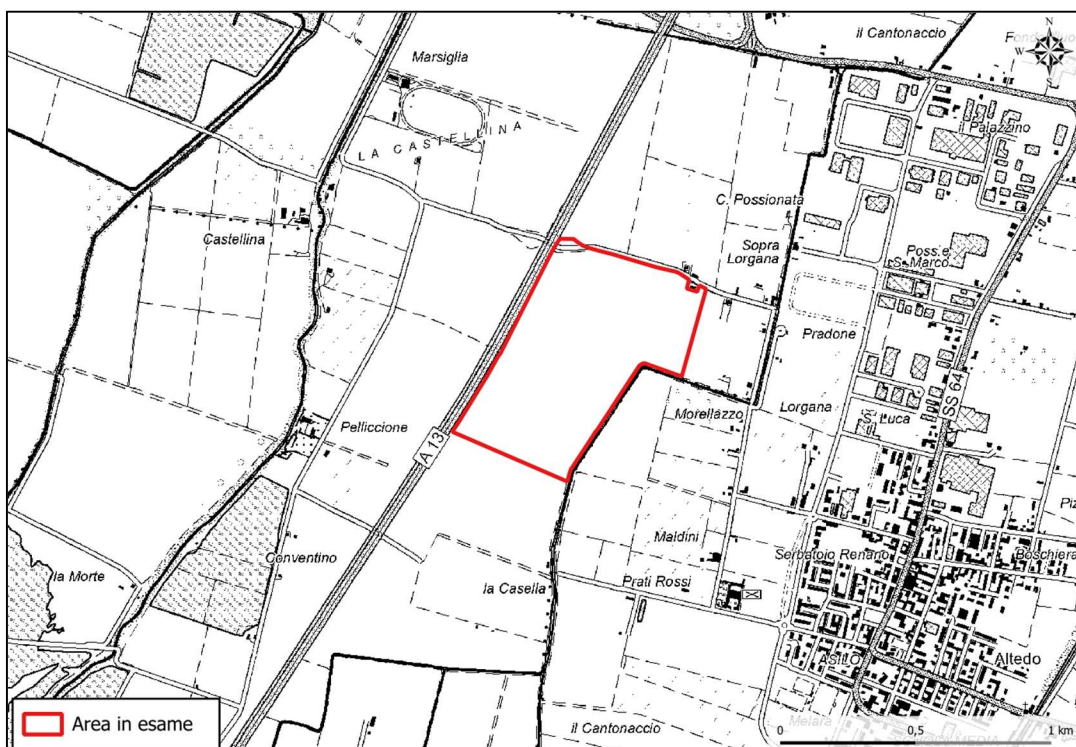 il Cantonaccio
N
W
Marsiglia
il Palazzino
LA CASTELLINA
C. Possionata
Castellina
Sopra
Lorgana
Poss.e
S. Marco
Pradone
SS 64
Morellazzo
Lorgana
S. Luca
Pelliccione
A 13
Maldini
Serbatoio Renano
Boschiera
Conventino
la Morte
la Casella
Prati Rossi
ASILO
Altedo
Area in esame
il Cantonaccio
Melara
0
0,5
1 km